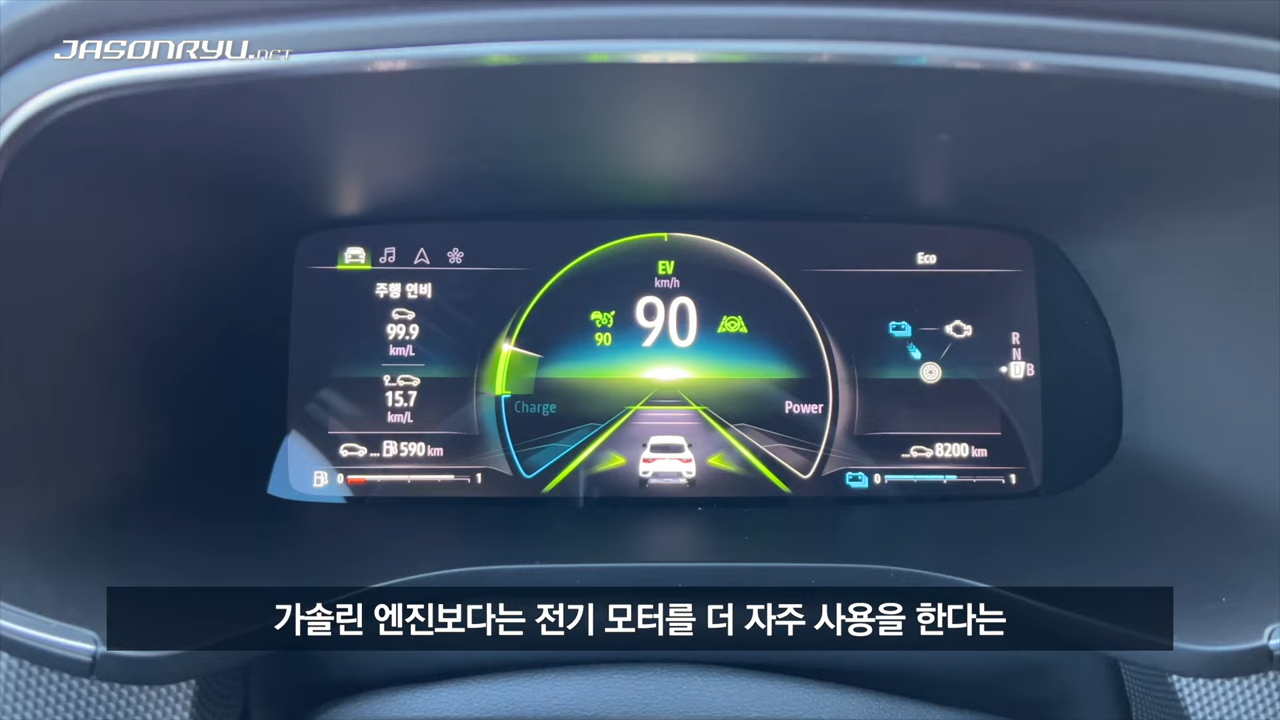 JASONRYU.NET
주행 연비
99.9
km/L
15.7
km/L
...590 km
0 1
EV
km/h
90
90
Charge
Power
Eco
R
N
D B
...8200 km
0 1
가솔린 엔진보다는 전기 모터를 더 자주 사용을 한다는